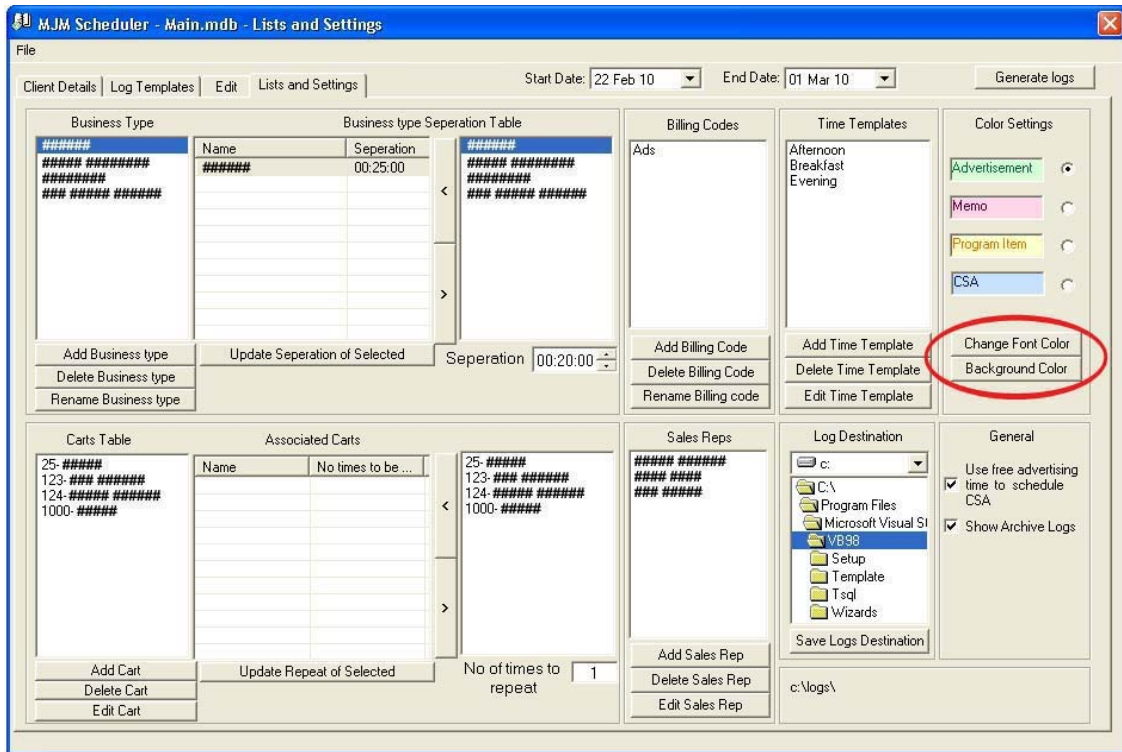 MJM Scheduler - Main.mdb - Lists and Settings
File
Client Details
Log Templates
Edit
Lists and Settings
Start Date:
22 Feb 10
End Date:
01 Mar 10
Generate logs
Business Type
######
##### ########
########
### ##### ######
Add Business type
Delete Business type
Rename Business type
Business type Seperation Table
Name Seperation
###### 00:25:00
Update Seperation of Selected
<
>
######
##### ########
########
### ##### ######
Seperation 00:20:00
Billing Codes
Ads
Add Billing Code
Delete Billing Code
Rename Billing code
Time Templates
Afternoon
Breakfast
Evening
Add Time Template
Delete Time Template
Edit Time Template
Color Settings
Advertisement
Memo
Program Item
CSA
Change Font Color
Background Color
Carts Table
25- #####
123- ### ######
124- ###### ######
1000- #####
Add Cart
Delete Cart
Edit Cart
Associated Carts
Name No times to be ...
Update Repeat of Selected
<
>
25- #####
123- ### ######
124- ###### ######
1000- #####
No of times to
repeat
1
Sales Reps
##### ######
#### ####
### #####
Add Sales Rep
Delete Sales Rep
Edit Sales Rep
Log Destination
c:
C:\
Program Files
Microsoft Visual St
VB98
Setup
Template
Tsql
Wizards
Save Logs Destination
c:\logs\
General
Use free advertising
time to schedule
CSA
Show Archive Logs